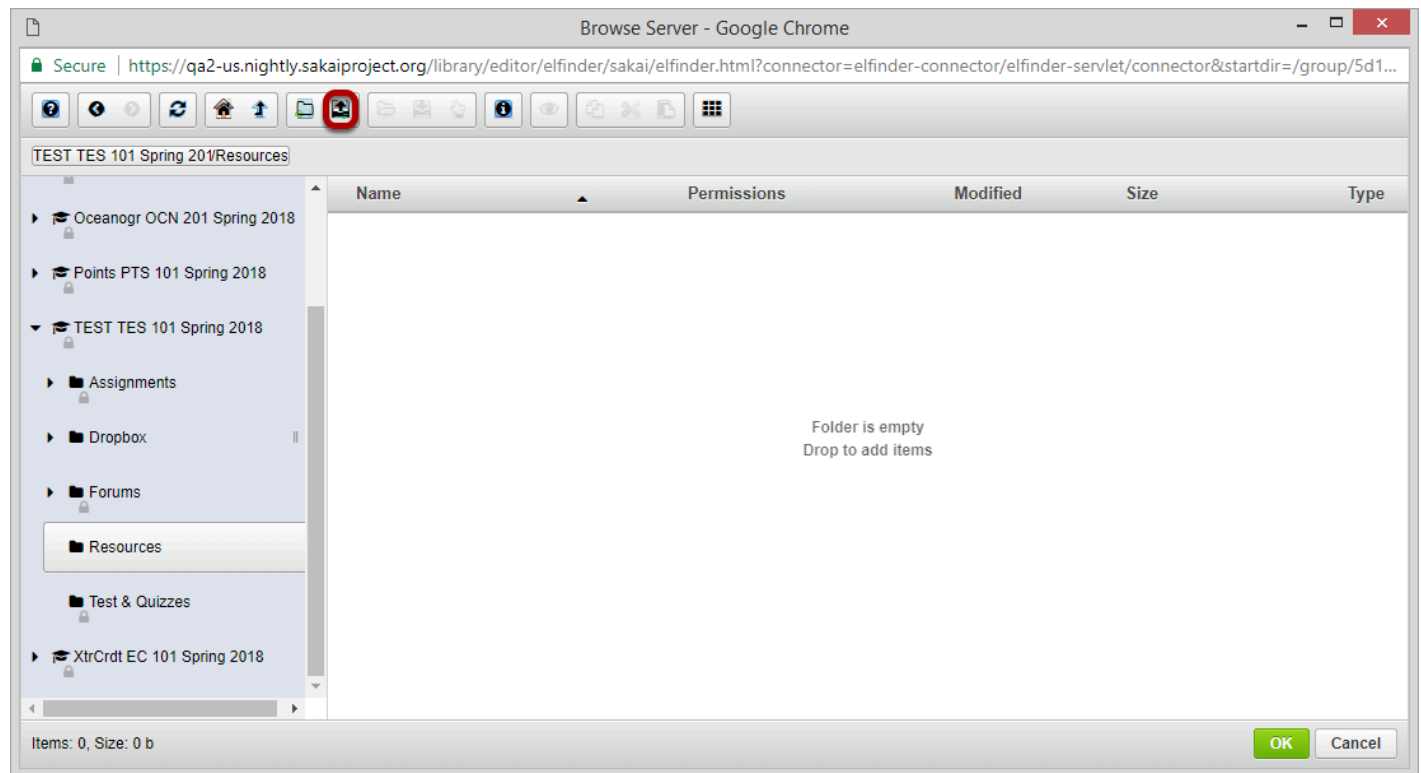 Browse Server - Google Chrome
Secure | https://qa2-us.nightly.sakaiproject.org/library/editor/elfinder/sakai/elfinder.html?connector=elfinder-connector/elfinder-servlet/connector&startdir=/group/5d1...
TEST TES 101 Spring 201/Resources
Name Permissions Modified Size Type
Oceanogr OCN 201 Spring 2018
Points PTS 101 Spring 2018
TEST TES 101 Spring 2018
Assignments
Dropbox
Forums
Resources
Test & Quizzes
XtrCrdt EC 101 Spring 2018
Folder is empty
Drop to add items
Items: 0, Size: 0 b
OK Cancel